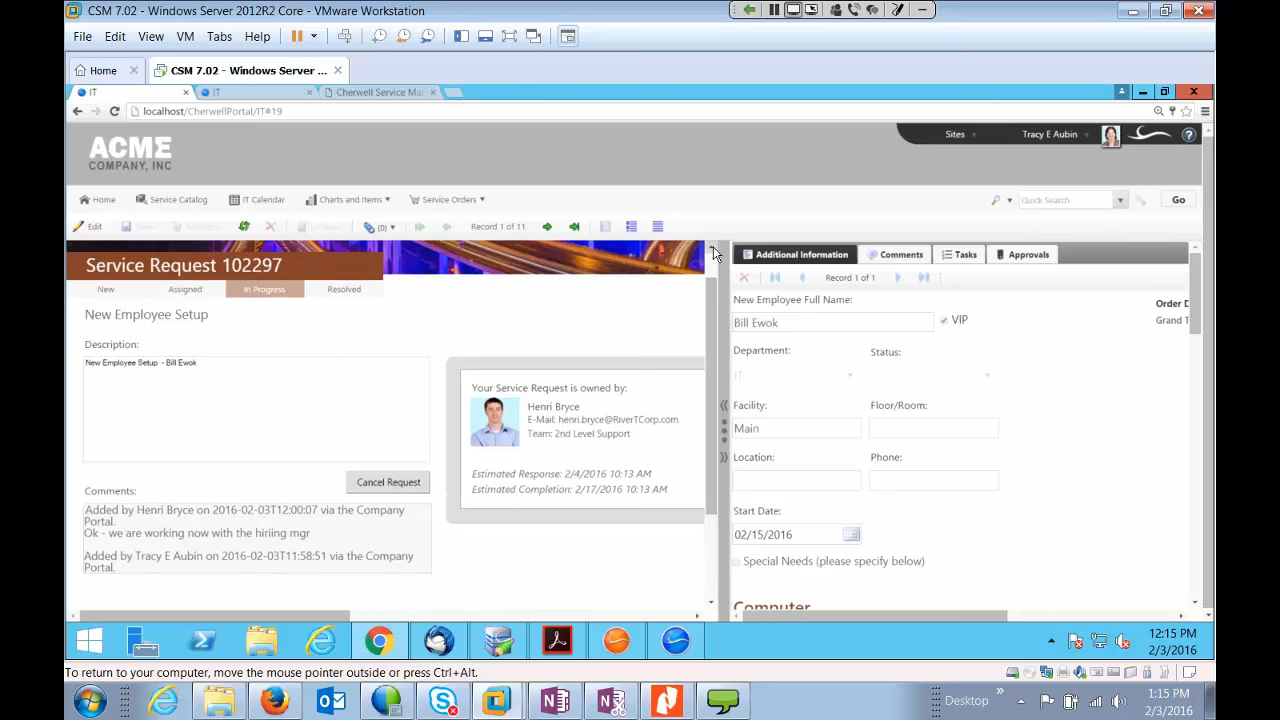 CSM 7.02 - Windows Server 2012R2 Core - VMware Workstation
File Edit View VM Tabs Help
Home CSM 7.02 - Windows Server ...
IT IT Cherwell Service Ma
localhost/CherwellPortal/IT#19
ACME
COMPANY, INC
Sites Tracy E Aubin
Home Service Catalog IT Calendar Charts and Items Service Orders Quick Search Go
Edit (0) Record 1 of 11
Service Request 102297
New Assigned In Progress Resolved
New Employee Setup
Description:
New Employee Setup - Bill Ewok
Your Service Request is owned by:
Henri Bryce
E-Mail: henri.bryce@RiverTCorp.com
Team: 2nd Level Support
Estimated Response: 2/4/2016 10:13 AM
Estimated Completion: 2/17/2016 10:13 AM
Cancel Request
Comments:
Added by Henri Bryce on 2016-02-03T12:00:07 via the Company
Portal.
Ok - we are working now with the hiriing mgr
Added by Tracy E Aubin on 2016-02-03T11:58:51 via the Company
Portal.
Additional Information Comments Tasks Approvals
Record 1 of 1
New Employee Full Name:
Bill Ewok VIP
Order D
Grand T
Department: Status:
IT
Facility: Floor/Room:
Main
Location: Phone:
Start Date:
02/15/2016
Special Needs (please specify below)
Computer
12:15 PM
2/3/2016
To return to your computer, move the mouse pointer outside or press Ctrl+Alt.
Desktop
1:15 PM
2/3/2016